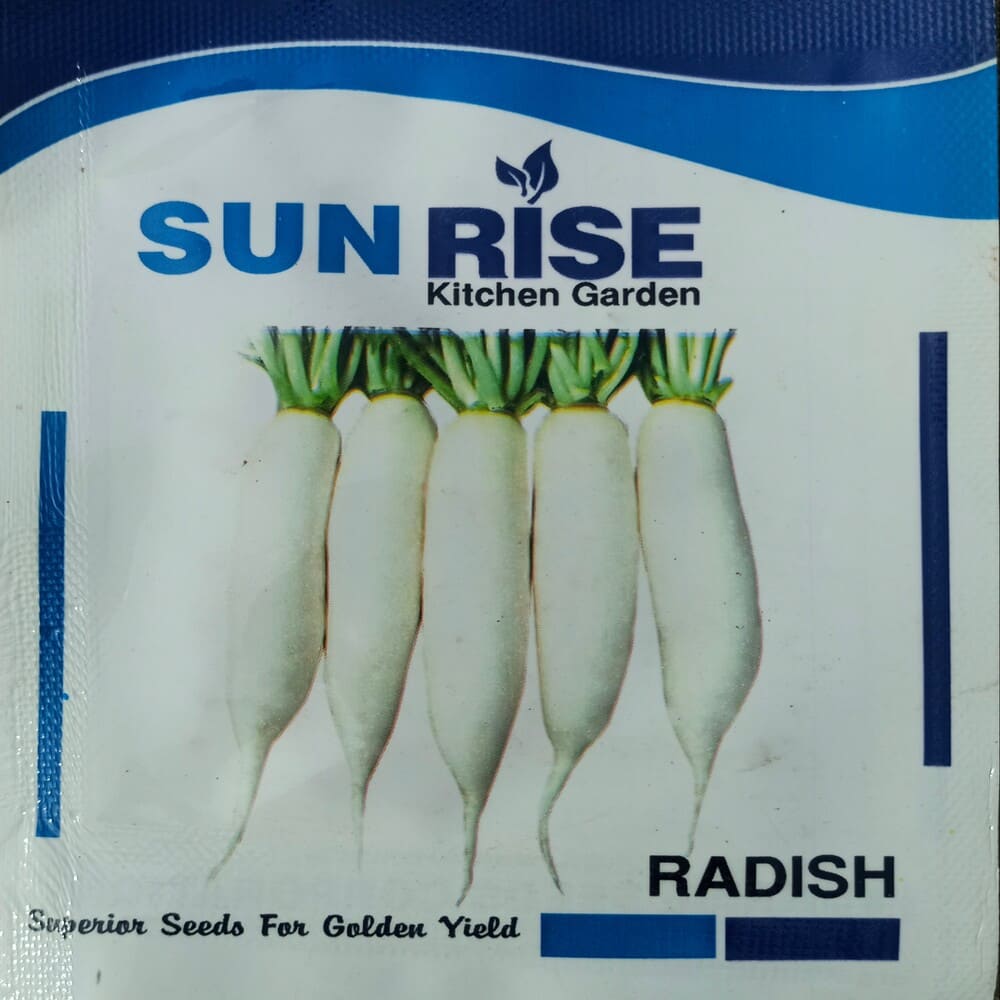 SUN RISE
Kitchen Garden
RADISH
Superior Seeds For Golden Yield